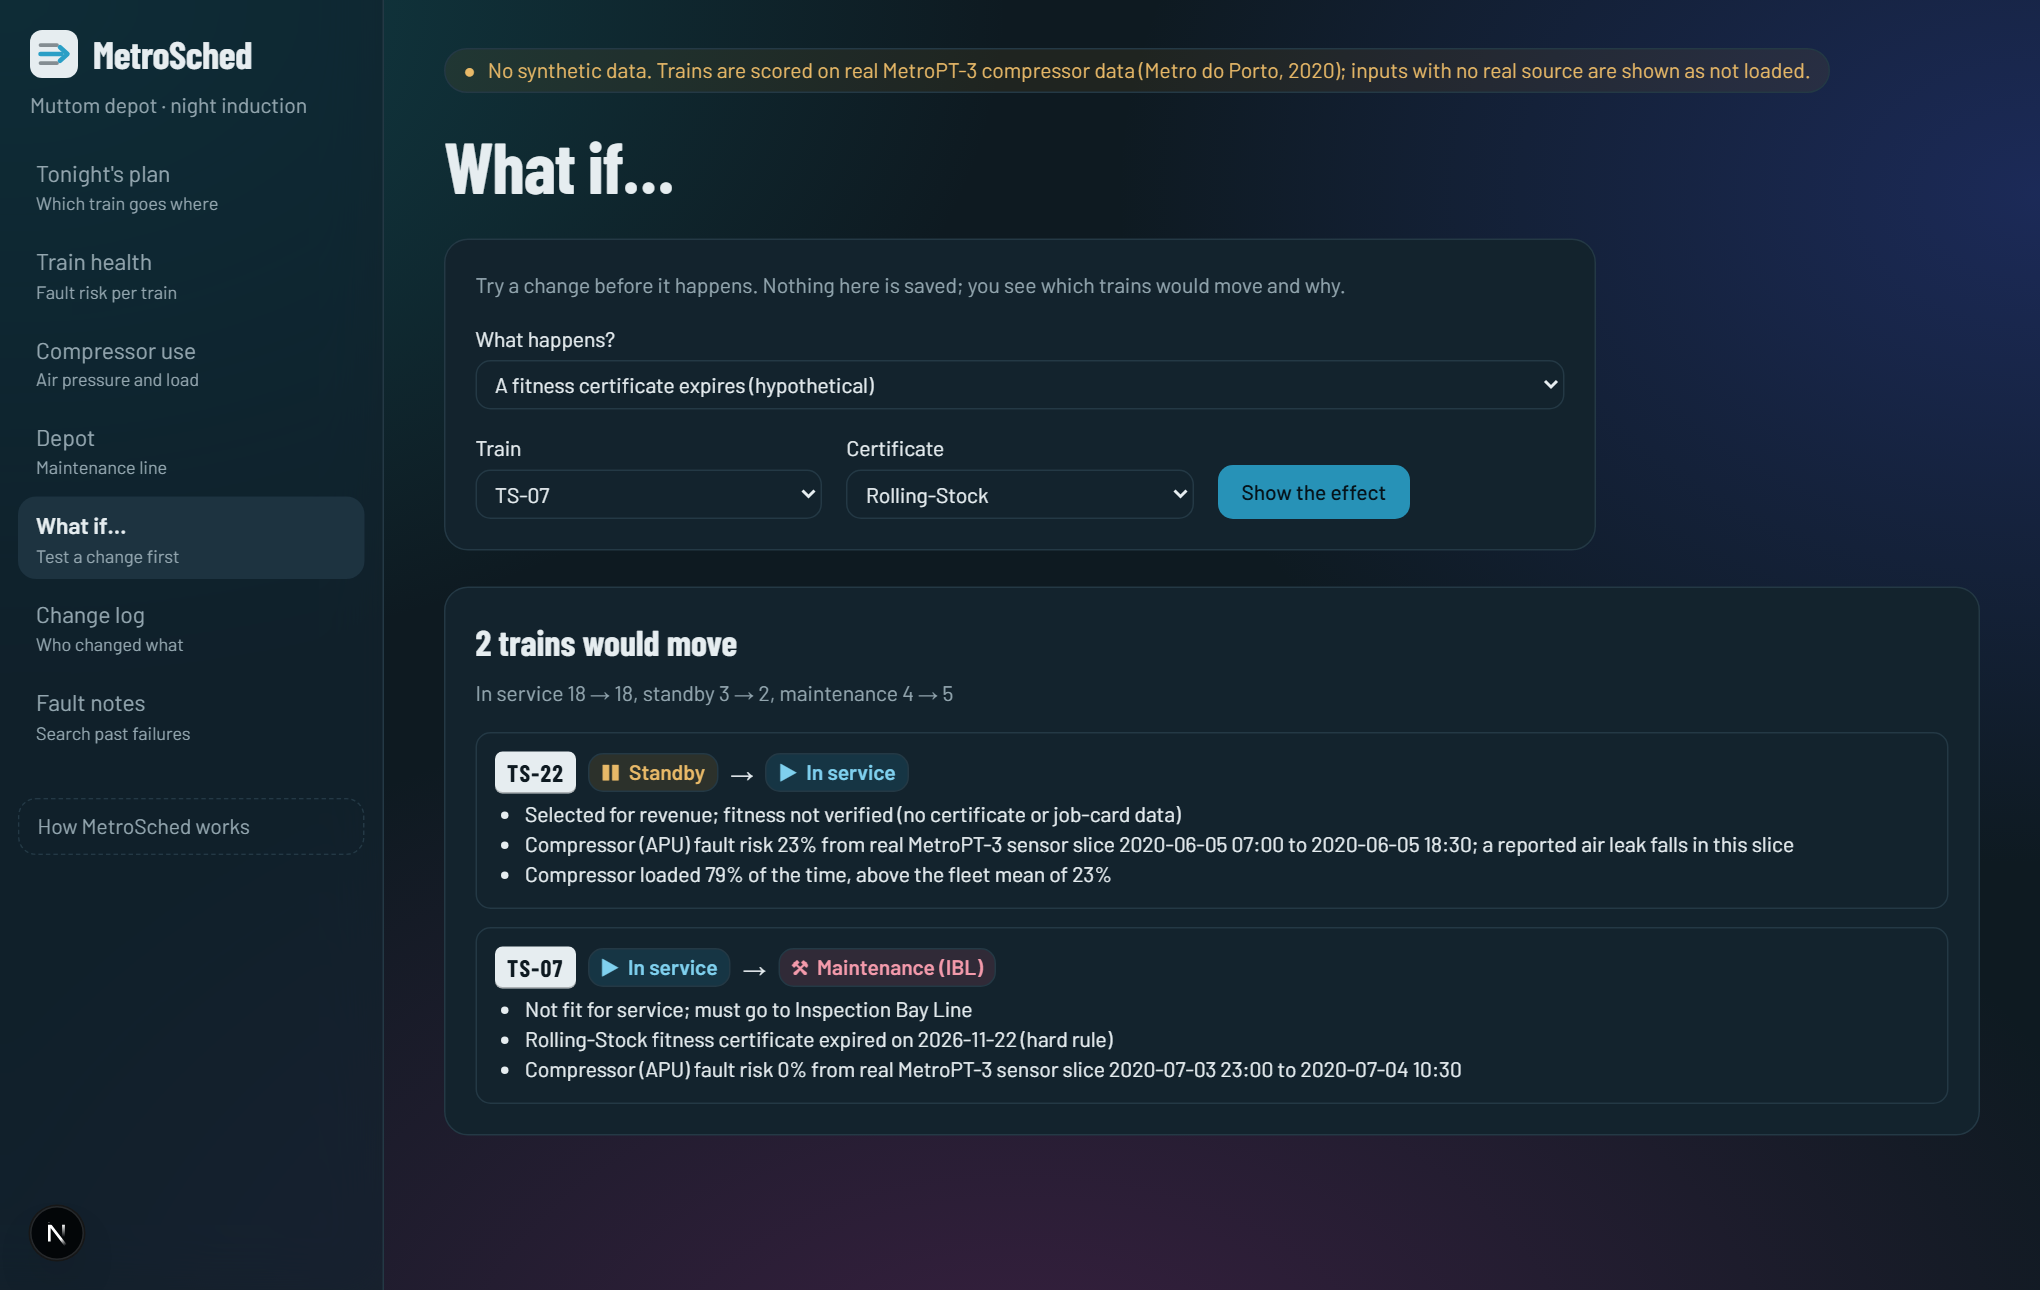 MetroSched
Muttom depot · night induction
Tonight's plan
Which train goes where
Train health
Fault risk per train
Compressor use
Air pressure and load
Depot
Maintenance line
What if...
Test a change first
Change log
Who changed what
Fault notes
Search past failures
How MetroSched works
N
No synthetic data. Trains are scored on real MetroPT-3 compressor data (Metro do Porto, 2020); inputs with no real source are shown as not loaded.
What if...
Try a change before it happens. Nothing here is saved; you see which trains would move and why.
What happens?
A fitness certificate expires (hypothetical)
Train
Certificate
TS-07
Rolling-Stock
Show the effect
2 trains would move
In service 18 → 18, standby 3 → 2, maintenance 4 → 5
TS-22 Standby → In service
• Selected for revenue; fitness not verified (no certificate or job-card data)
• Compressor (APU) fault risk 23% from real MetroPT-3 sensor slice 2020-06-05 07:00 to 2020-06-05 18:30; a reported air leak falls in this slice
• Compressor loaded 79% of the time, above the fleet mean of 23%
TS-07 In service → Maintenance (IBL)
• Not fit for service; must go to Inspection Bay Line
• Rolling-Stock fitness certificate expired on 2026-11-22 (hard rule)
• Compressor (APU) fault risk 0% from real MetroPT-3 sensor slice 2020-07-03 23:00 to 2020-07-04 10:30